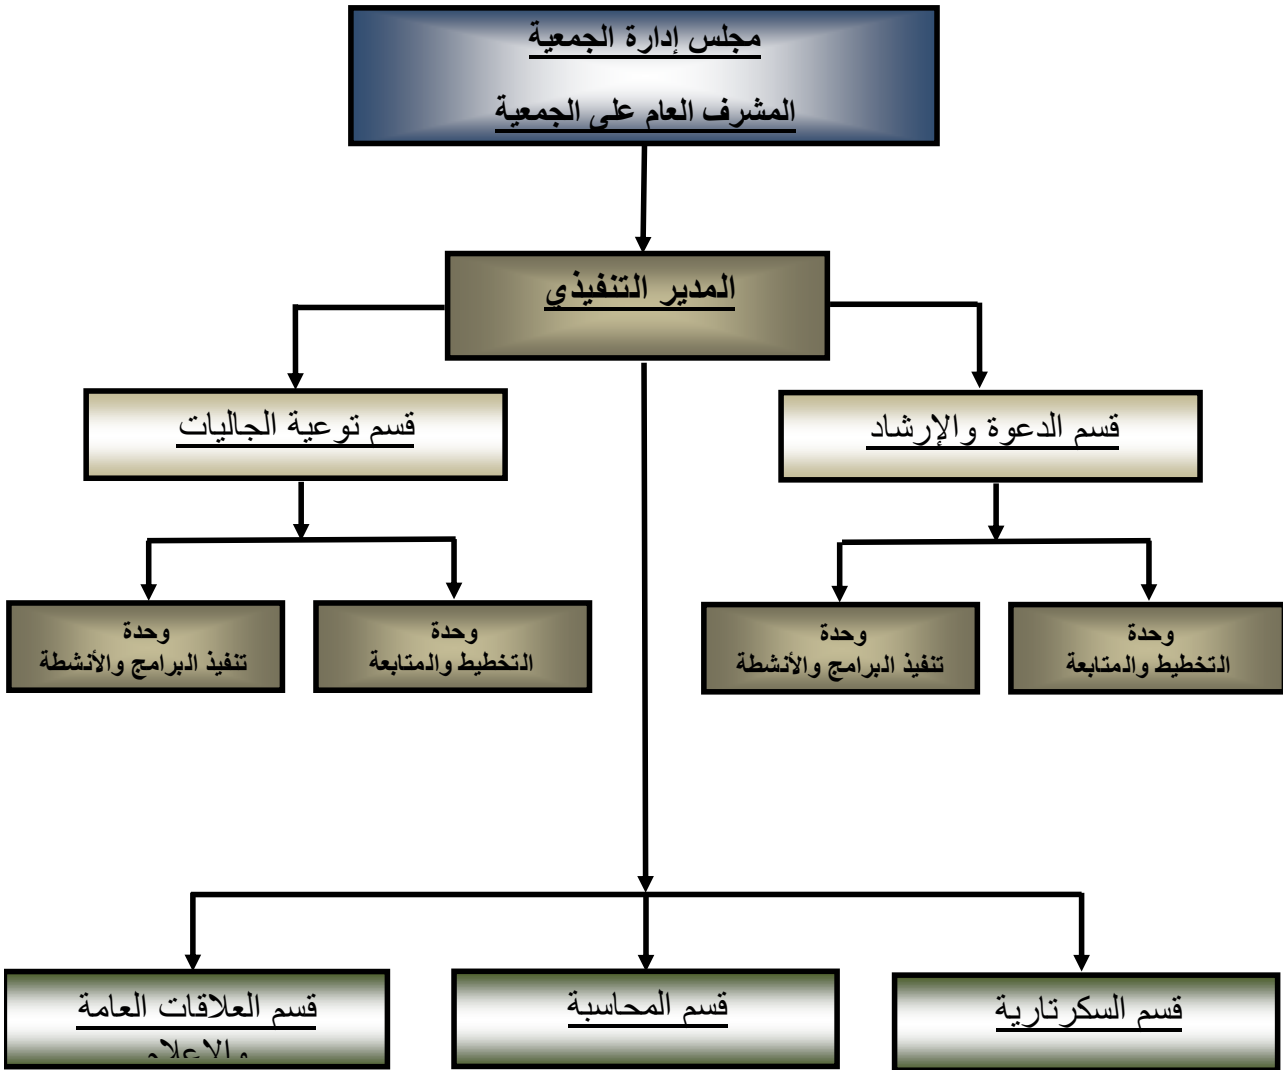 مجلس إدارة الجمعية
المشرف العام على الجمعية
المدير التنفيذي
قسم الدعوة والإرشاد
قسم توعية الجاليات
وحدة
التخطيط والمتابعة
وحدة
تنفيذ البرامج والأنشطة
وحدة
التخطيط والمتابعة
وحدة
تنفيذ البرامج والأنشطة
قسم السكرتارية
قسم المحاسبة
قسم العلاقات العامة
والاعلام